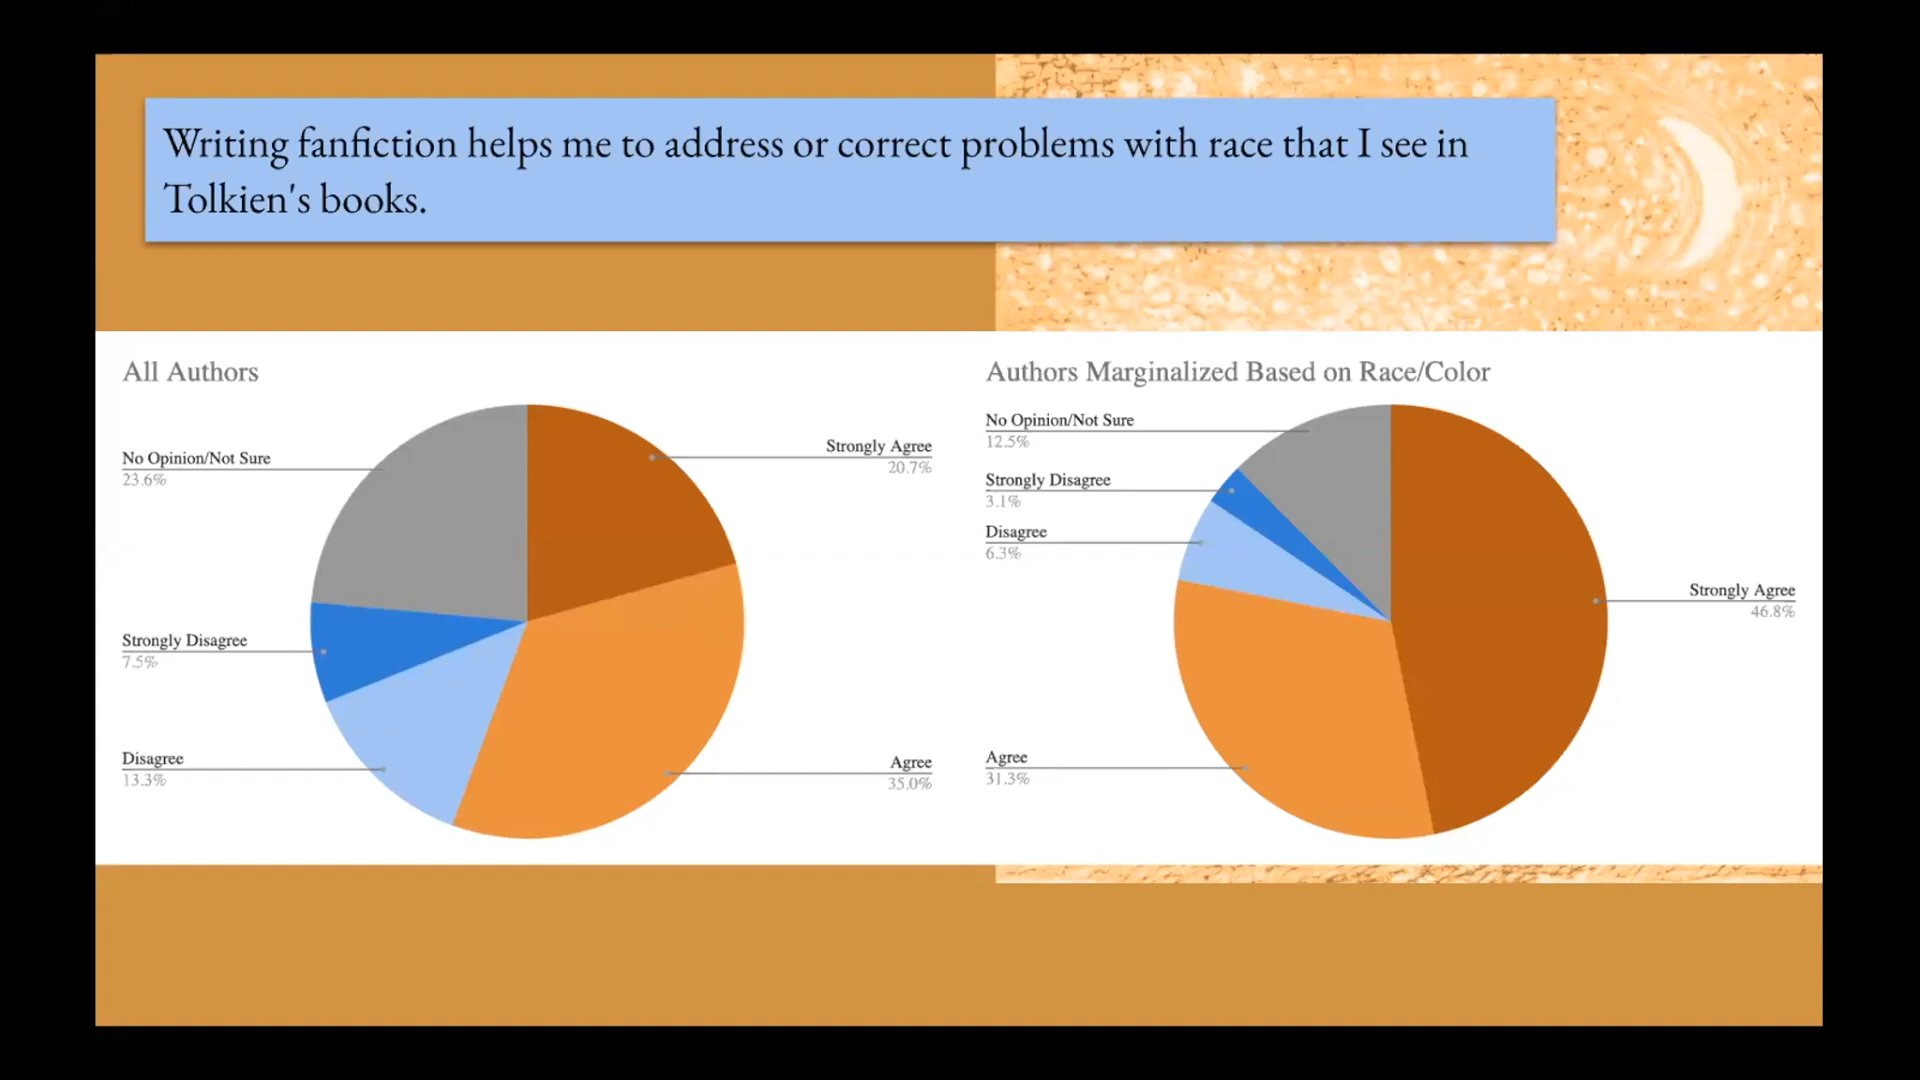 Writing fanfiction helps me to address or correct problems with race that I see in
Tolkien's books.
All Authors
No Opinion/Not Sure
23.6%
Strongly Agree
20.7%
Strongly Disagree
7.5%
Disagree
13.3%
Agree
35.0%
Authors Marginalized Based on Race/Color
No Opinion/Not Sure
12.5%
Strongly Disagree
3.1%
Disagree
6.3%
Strongly Agree
46.8%
Agree
31.3%